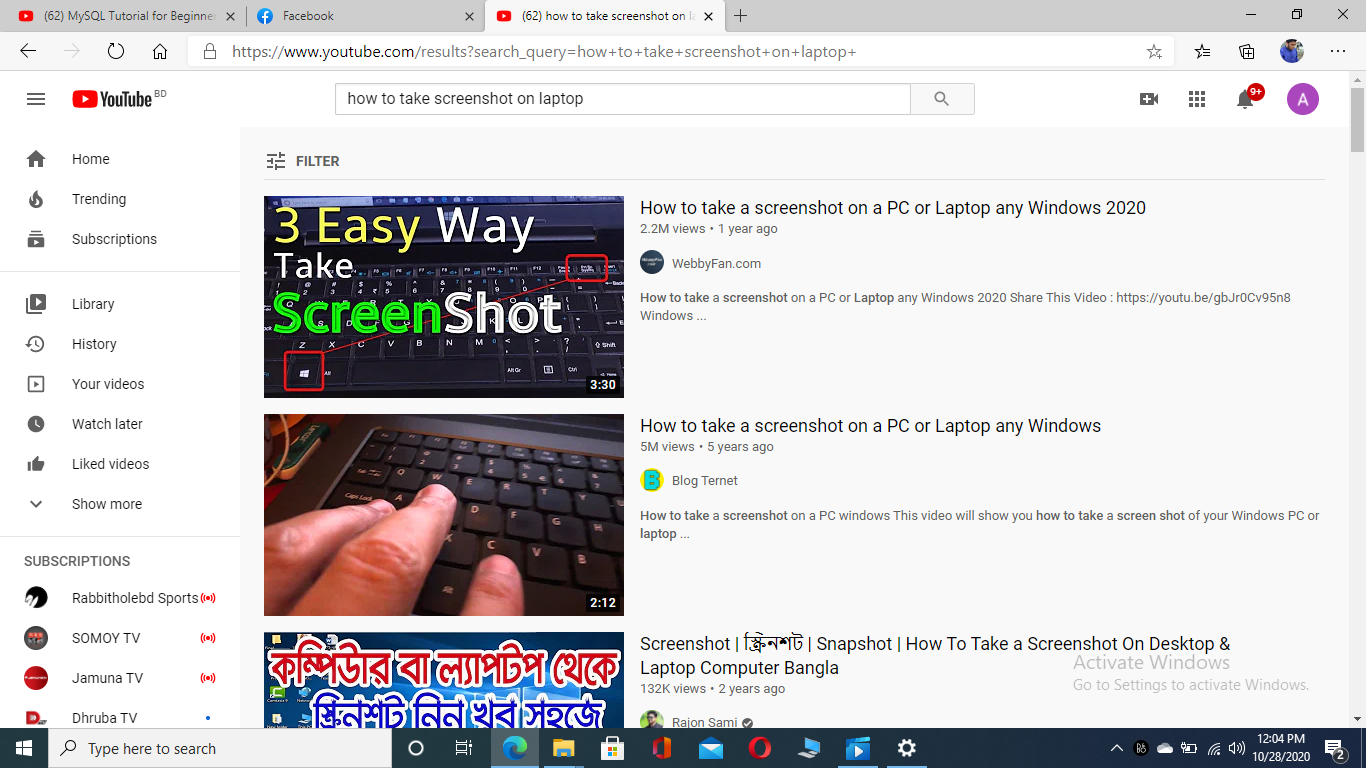 (62) MySQL Tutorial for Beginne
Facebook
(62) how to take screenshot on l
https://www.youtube.com/results?search_query=how+to+take+screenshot+on+laptop+
YouTube BD
how to take screenshot on laptop
9+
A
Home
Trending
Subscriptions
Library
History
Your videos
Watch later
Liked videos
Show more
SUBSCRIPTIONS
Rabbitholebd Sports
SOMOY TV
Jamuna TV
Dhruba TV
FILTER
3 Easy Way
Take
ScreenShot
3:30
How to take a screenshot on a PC or Laptop any Windows 2020
2.2M views • 1 year ago
WebbyFan.com
How to take a screenshot on a PC or Laptop any Windows 2020 Share This Video : https://youtu.be/gbJr0Cv95n8
Windows ...
2:12
How to take a screenshot on a PC or Laptop any Windows
5M views • 5 years ago
Blog Ternet
How to take a screenshot on a PC windows This video will show you how to take a screen shot of your Windows PC or
laptop ...
কম্পিউটার বা ল্যাপটপ থেকে
স্ক্রিনশট নিন খুব সহজে
Screenshot | স্ক্রিনশট | Snapshot | How To Take a Screenshot On Desktop &
Laptop Computer Bangla
132K views • 2 years ago
Rajon Sami
Activate Windows
Go to Settings to activate Windows.
Type here to search
12:04 PM
10/28/2020
2